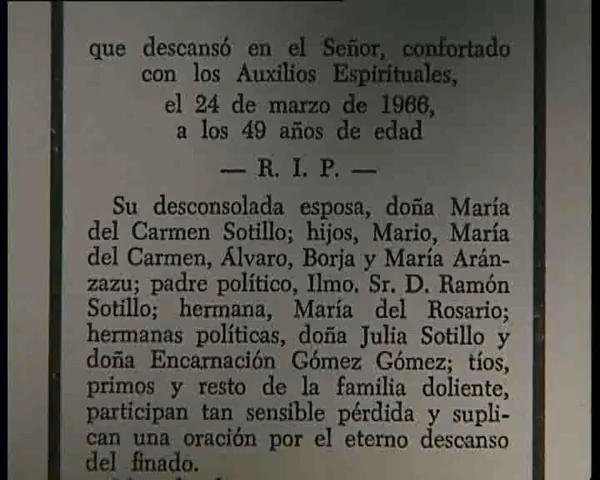 que descansó en el Señor, confortado
con los Auxilios Espirituales,
el 24 de marzo de 1966,
a los 49 años de edad
— R. I. P. —
Su desconsolada esposa, doña María
del Carmen Sotillo; hijos, Mario, María
del Carmen, Álvaro, Borja y María Arán-
zazu; padre político, Ilmo. Sr. D. Ramón
Sotillo; hermana, María del Rosario;
hermanas políticas, doña Julia Sotillo y
doña Encarnación Gómez Gómez; tíos,
primos y resto de la familia doliente,
participan tan sensible pérdida y supli-
can una oración por el eterno descanso
del finado.